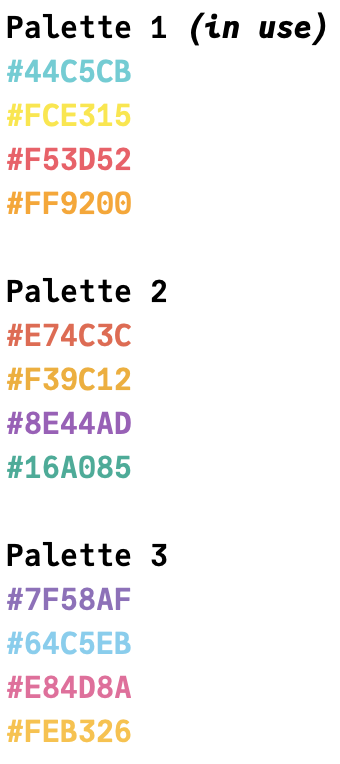 Palette 1 (in use)
#44C5CB
#FCE315
#F53D52
#FF9200
Palette 2
#E74C3C
#F39C12
#8E44AD
#16A085
Palette 3
#7F58AF
#64C5EB
#E84D8A
#FEB326